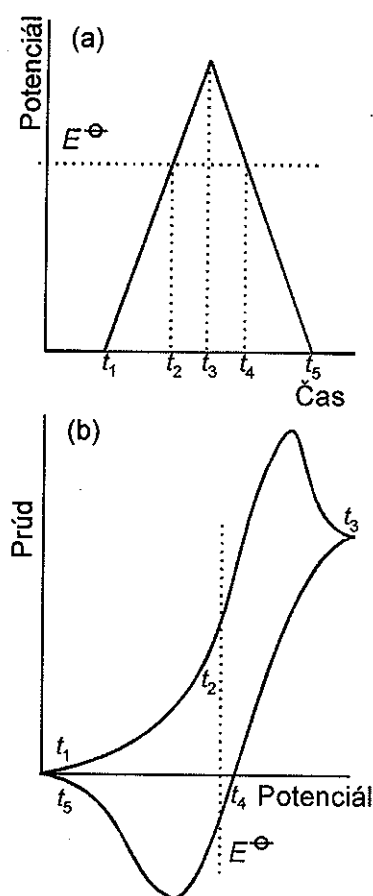 (a)
Potenciál
E⦵
t1 t2 t3 t4 t5
Čas
(b)
Prúd
t3
t2
t1
t5
t4 Potenciál
E⦵